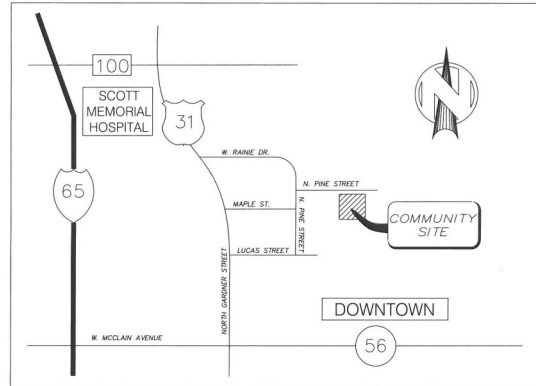 100
SCOTT
MEMORIAL
HOSPITAL
31
N
W. RAINIE DR.
N. PINE STREET
65
MAPLE ST.
N. PINE STREET
COMMUNITY
SITE
LUCAS STREET
NORTH GARDNER STREET
DOWNTOWN
W. MCCLAIN AVENUE
56